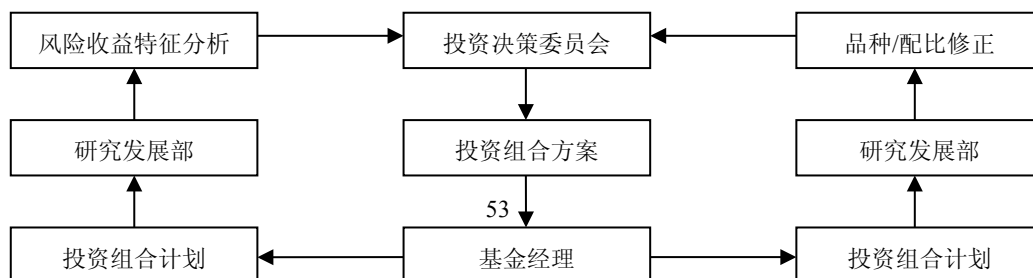 风险收益特征分析
投资决策委员会
品种/配比修正
研究发展部
投资组合方案
研究发展部
53
投资组合计划
基金经理
投资组合计划